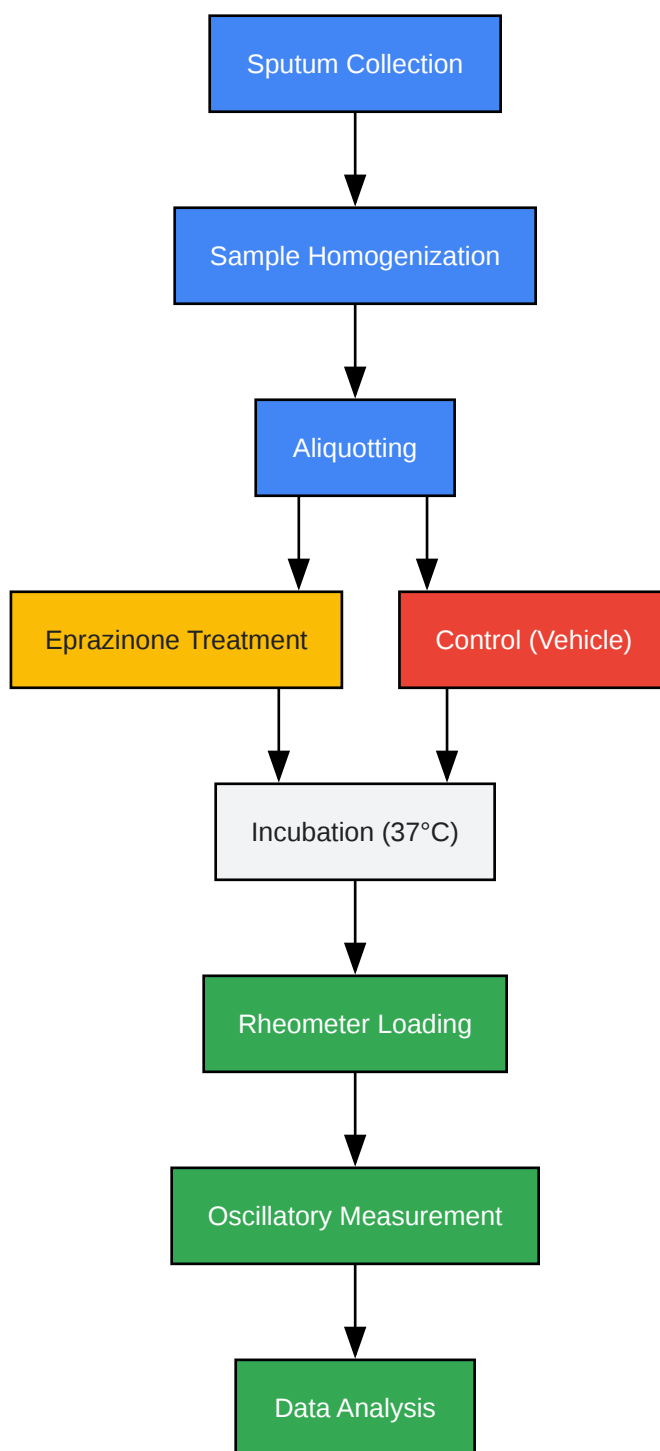 Sputum Collection
Sample Homogenization
Aliquotting
Eprazinone Treatment
Control (Vehicle)
Incubation (37°C)
Rheometer Loading
Oscillatory Measurement
Data Analysis